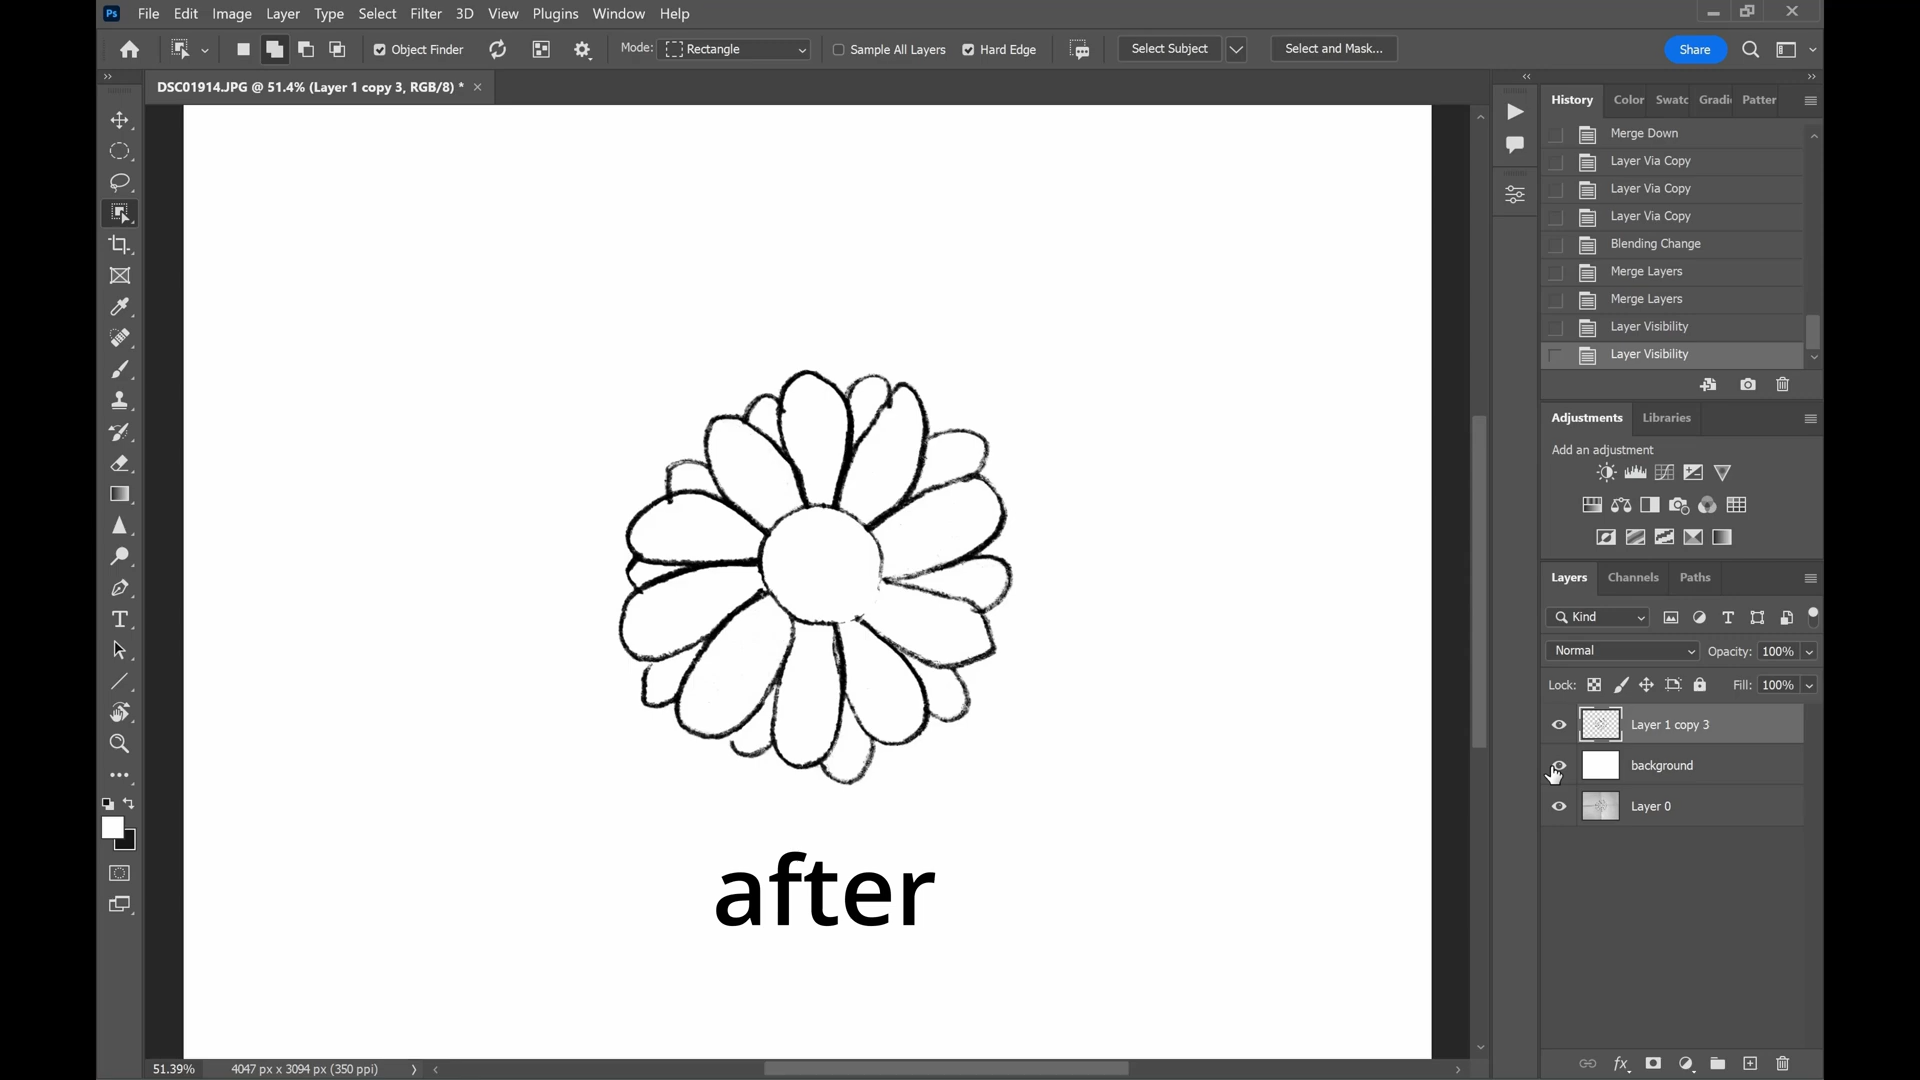 Ps File Edit Image Layer Type Select Filter 3D View Plugins Window Help
Object Finder Mode: Rectangle Sample All Layers Hard Edge Select Subject Select and Mask... Share
DSC01914.JPG @ 51.4% (Layer 1 copy 3, RGB/8) *
History Color Swatc Gradi Patter
Merge Down
Layer Via Copy
Layer Via Copy
Layer Via Copy
Blending Change
Merge Layers
Merge Layers
Layer Visibility
Layer Visibility
Adjustments Libraries
Add an adjustment
Layers Channels Paths
Kind
Normal Opacity: 100%
Lock: Fill: 100%
Layer 1 copy 3
background
Layer 0
after
51.39% 4047 px x 3094 px (350 ppi)